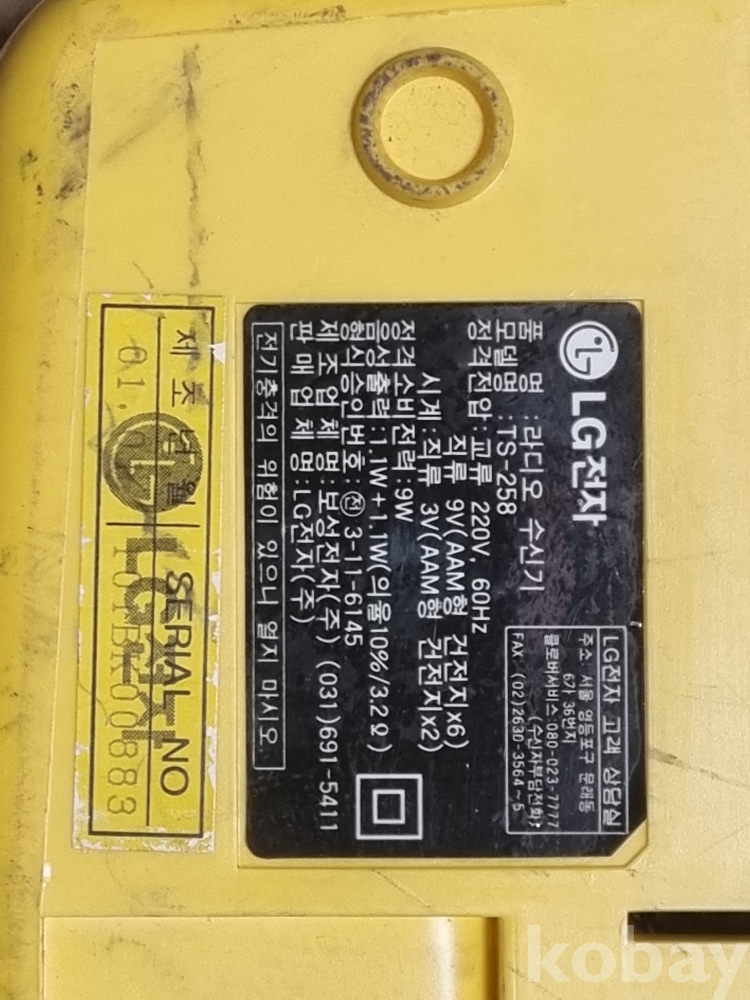 LG전자
품 명 : 라디오 수신기
모델명 : TS-258
정격전압 : 교류 220V, 60Hz
직류 9V(AAM형 건전지x6)
시계 : 직류 3V(AAM형 건전지x2)
정격소비전력 : 9W
음성출력 : 1.1W+1.1W(의율10%/3.2Ω)
형식승인번호 : 전 3-11-6145
제조업체명 : 보성전자(주) (031)691-5411
판매업체명 : LG전자(주)
전기충격의 위험이 있으니 열지 마시오.
LG전자 고객 상담실
주소 : 서울 영등포구 문래동
6가 36번지
클로버서비스 : 080-023-7777
(수신자부담전화)
FAX : (02)2630-3564~5
제 조 년 월
SERIAL NO
01.
LG전자
101BK00883
kobay